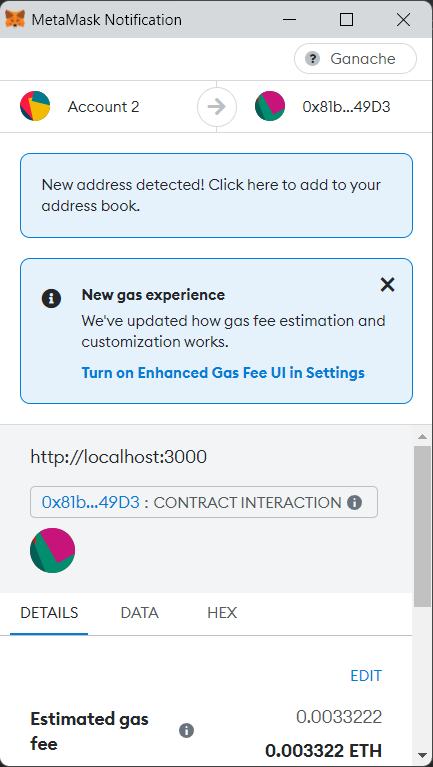 MetaMask Notification
? Ganache
Account 2
0x81b...49D3
New address detected! Click here to add to your
address book.
New gas experience
We've updated how gas fee estimation and
customization works.
Turn on Enhanced Gas Fee UI in Settings
http://localhost:3000
0x81b...49D3 : CONTRACT INTERACTION
DETAILS DATA HEX
EDIT
Estimated gas
fee
0.0033222
0.003322 ETH